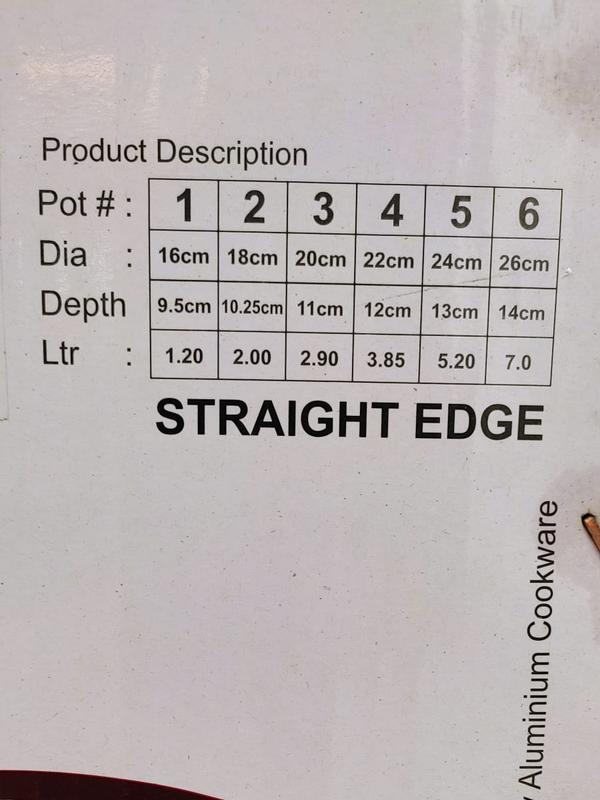 Product Description
Pot # : 1 2 3 4 5 6
Dia : 16cm 18cm 20cm 22cm 24cm 26cm
Depth 9.5cm 10.25cm 11cm 12cm 13cm 14cm
Ltr : 1.20 2.00 2.90 3.85 5.20 7.0
STRAIGHT EDGE
Aluminium Cookware